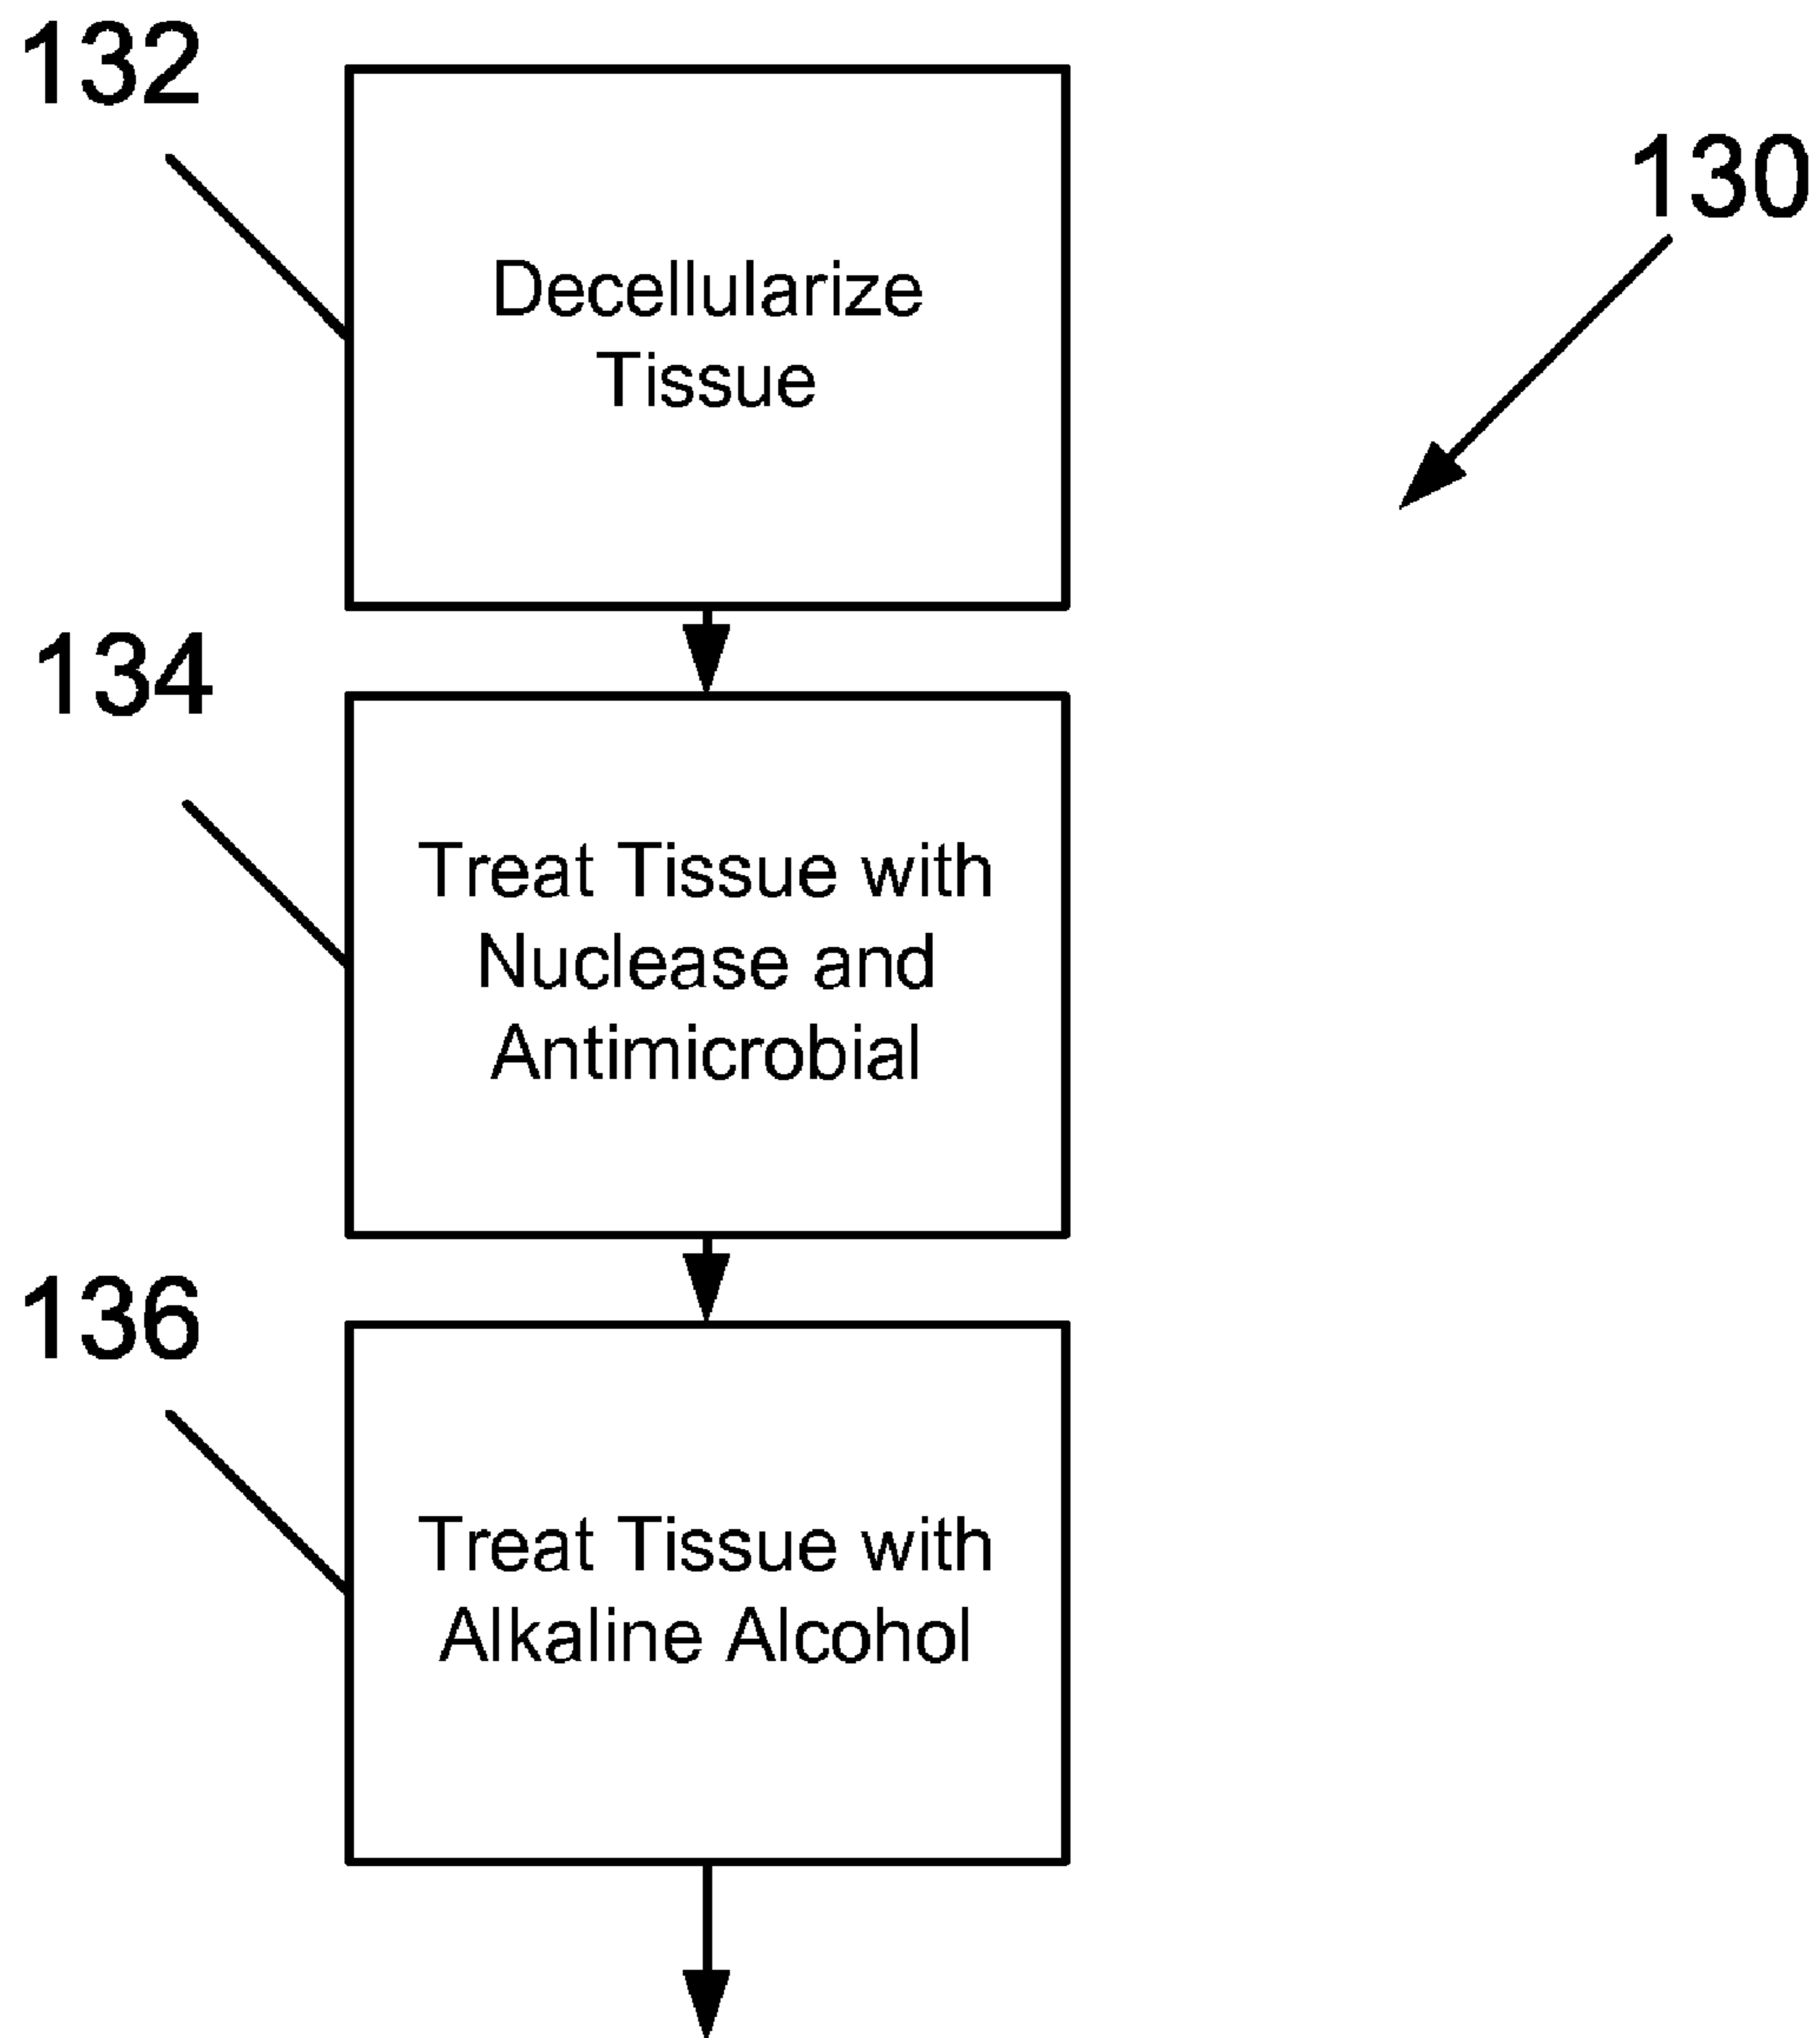 132
130
Decellularize
Tissue
134
Treat Tissue with
Nuclease and
Antimicrobial
136
Treat Tissue with
Alkaline Alcohol